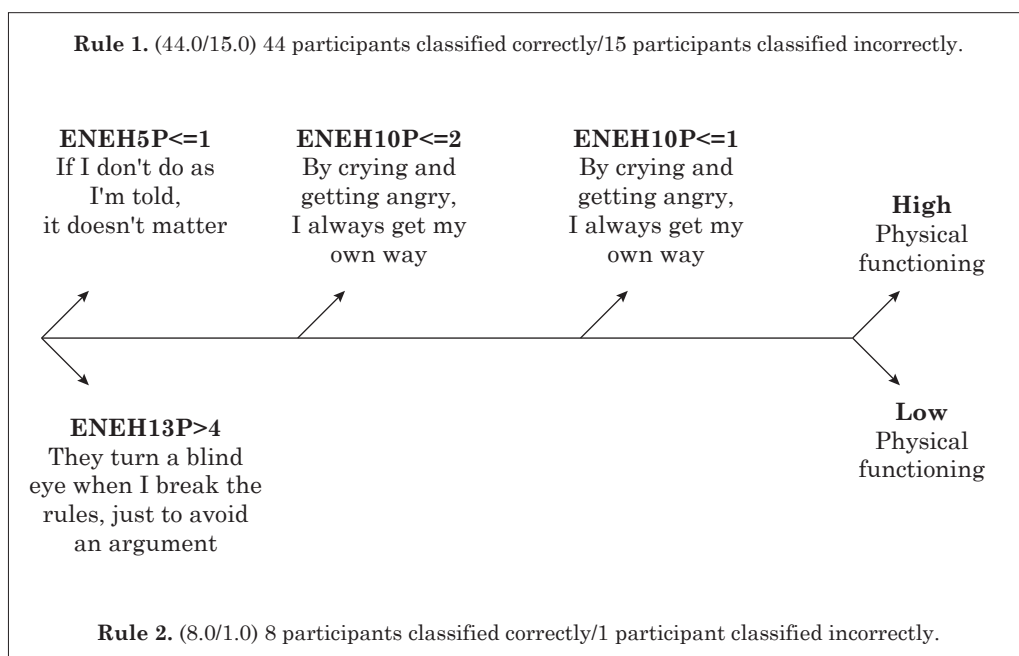 Rule 1. (44.0/15.0) 44 participants classified correctly/15 participants classified incorrectly.
ENEH5P<=1
If I don't do as
I'm told,
it doesn't matter
ENEH10P<=2
By crying and
getting angry,
I always get my
own way
ENEH10P<=1
By crying and
getting angry,
I always get my
own way
High
Physical
functioning
ENEH13P>4
They turn a blind
eye when I break the
rules, just to avoid
an argument
Low
Physical
functioning
Rule 2. (8.0/1.0) 8 participants classified correctly/1 participant classified incorrectly.